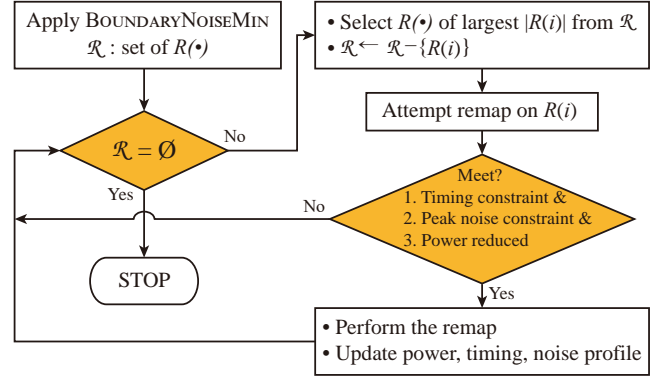 Apply BOUNDARYNOISEMIN
ℛ : set of R(•)
• Select R(•) of largest |R(i)| from ℛ
• ℛ ← ℛ−{R(i)}
Attempt remap on R(i)
ℛ = Ø
No
Yes
STOP
Meet?
1. Timing constraint &
2. Peak noise constraint &
3. Power reduced
No
Yes
• Perform the remap
• Update power, timing, noise profile